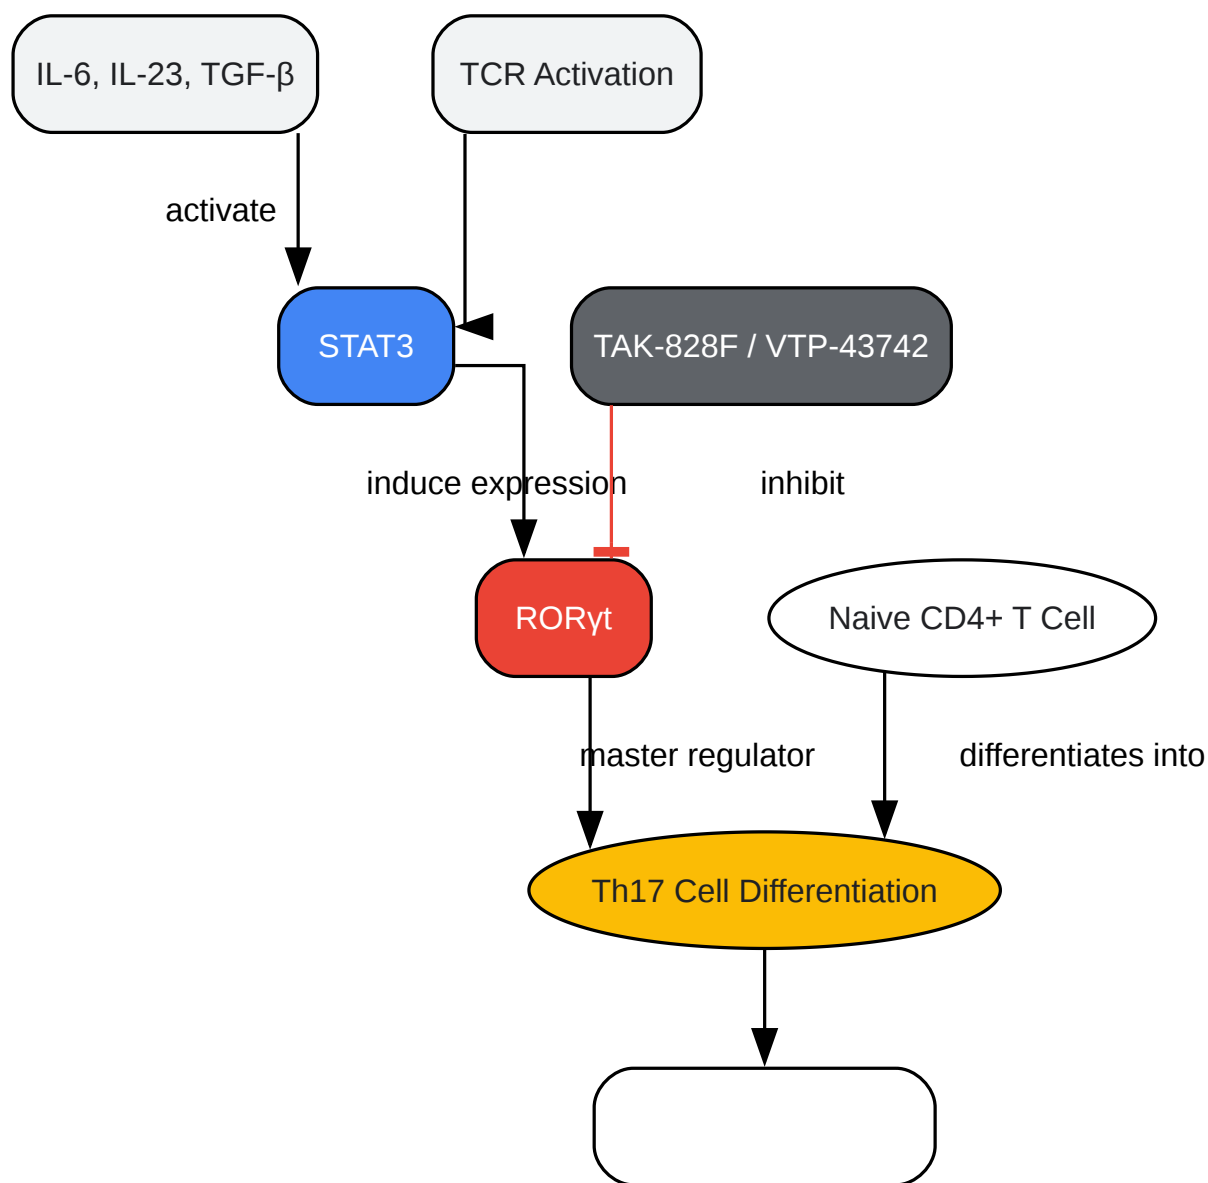 IL-6, IL-23, TGF-β
TCR Activation
activate
STAT3
TAK-828F / VTP-43742
induce expression
inhibit
RORγt
Naive CD4+ T Cell
master regulator
differentiates into
Th17 Cell Differentiation